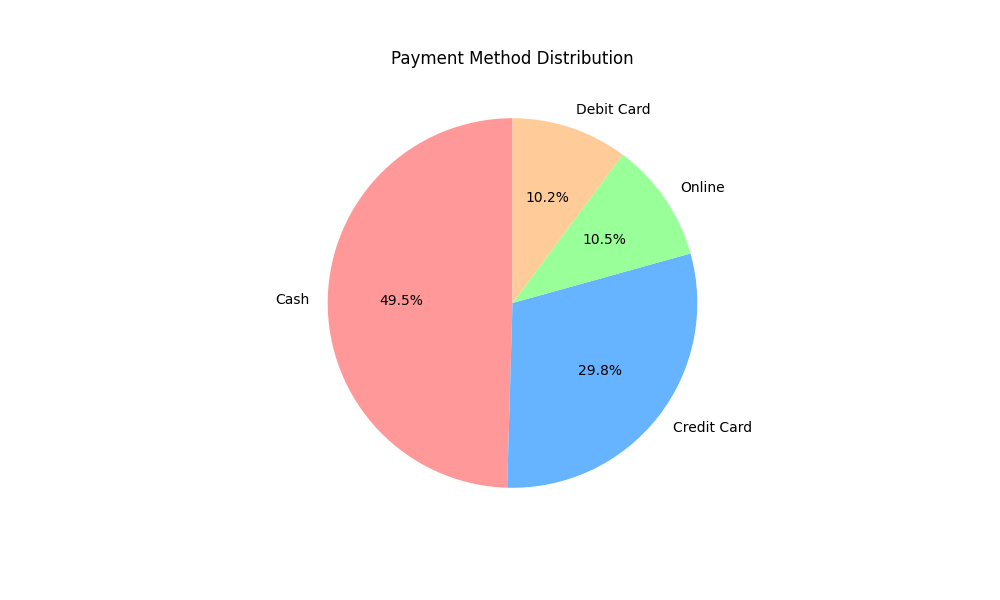 Payment Method Distribution
Debit Card
Online
10.2%
10.5%
Cash
49.5%
29.8%
Credit Card